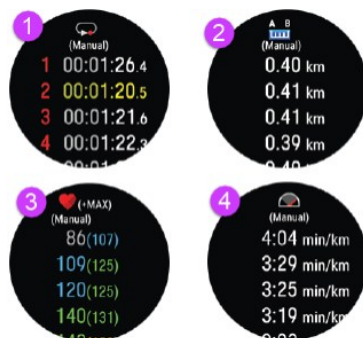 1
(Manual)
1 00:01:26.4
2 00:01:20.5
3 00:01:21.6
4 00:01:22.3
2
A B
(Manual)
0.40 km
0.41 km
0.41 km
0.39 km
3
(+MAX)
(Manual)
86(107)
109(125)
120(125)
140(131)
4
(Manual)
4:04 min/km
3:29 min/km
3:25 min/km
3:19 min/km